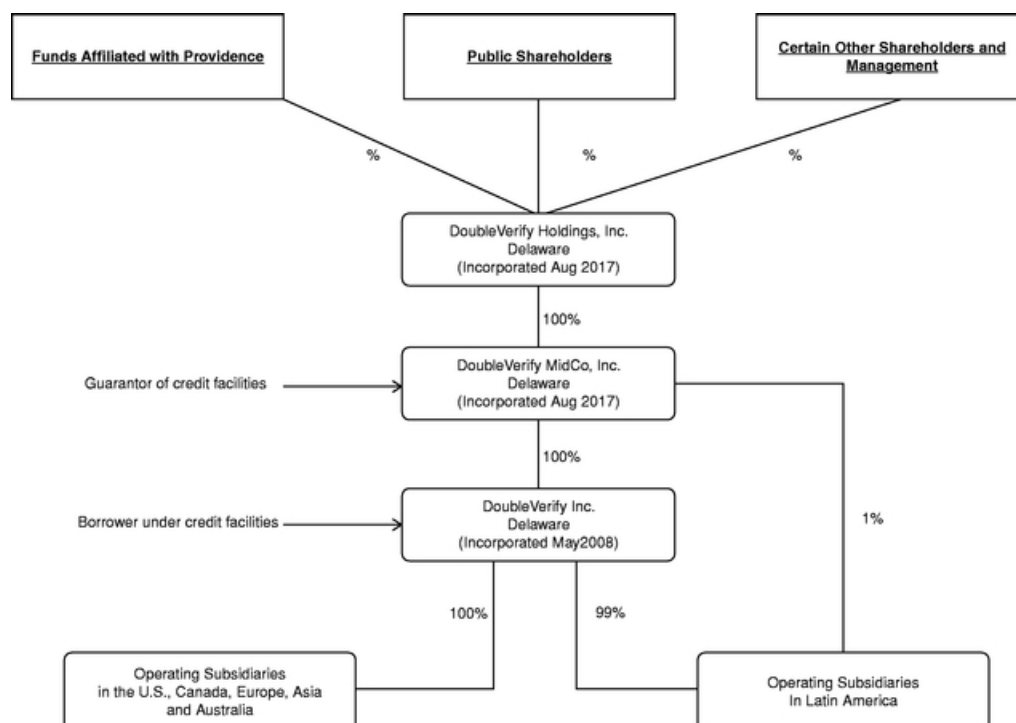 Funds Affiliated with Providence
Public Shareholders
Certain Other Shareholders and
Management
%
%
%
DoubleVerify Holdings, Inc.
Delaware
(Incorporated Aug 2017)
100%
Guarantor of credit facilities
DoubleVerify MidCo, Inc.
Delaware
(Incorporated Aug 2017)
100%
Borrower under credit facilities
DoubleVerify Inc.
Delaware
(Incorporated May2008)
1%
100%
99%
Operating Subsidiaries
in the U.S., Canada, Europe, Asia
and Australia
Operating Subsidiaries
In Latin America